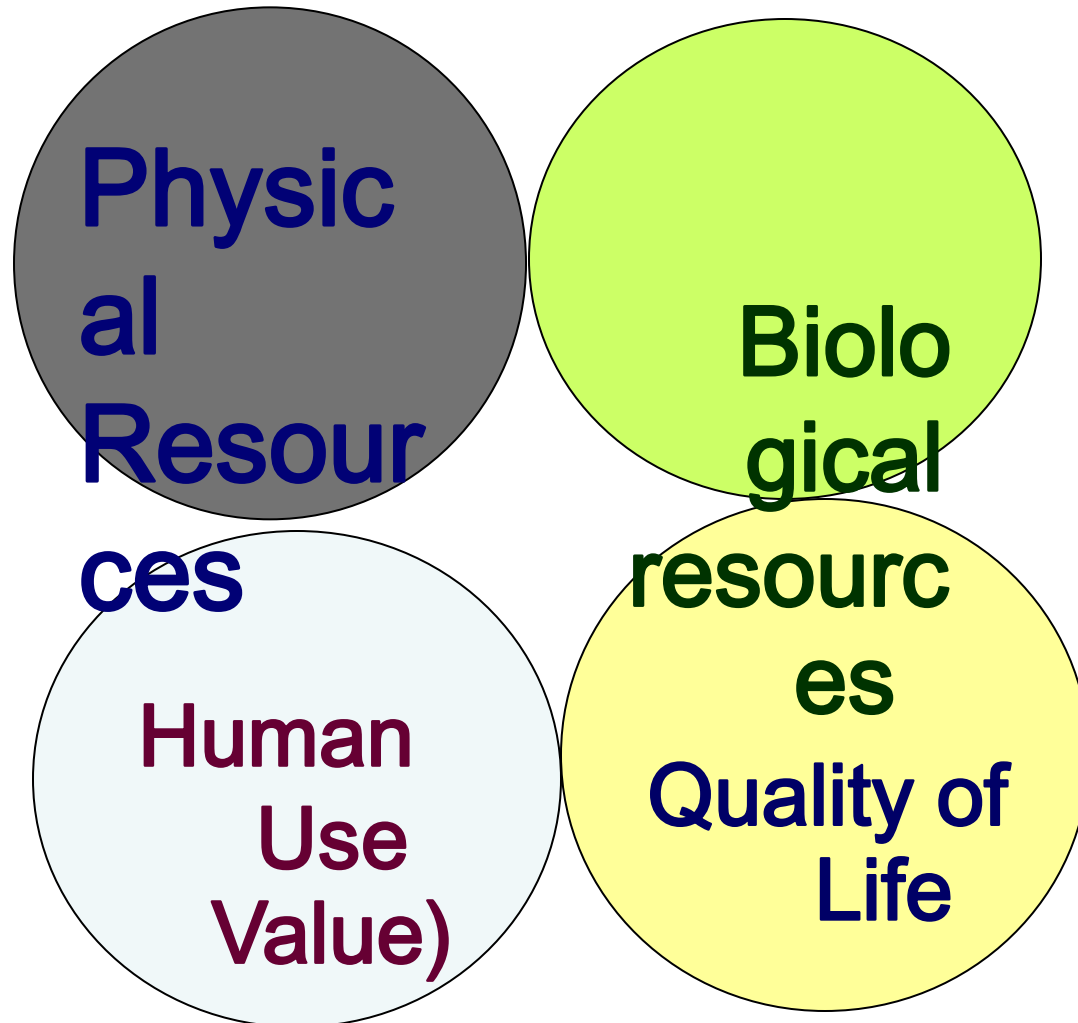 Physic
al
Resour
ces
Biolo
gical
resourc
es
Human
Use
Value)
Quality of
Life